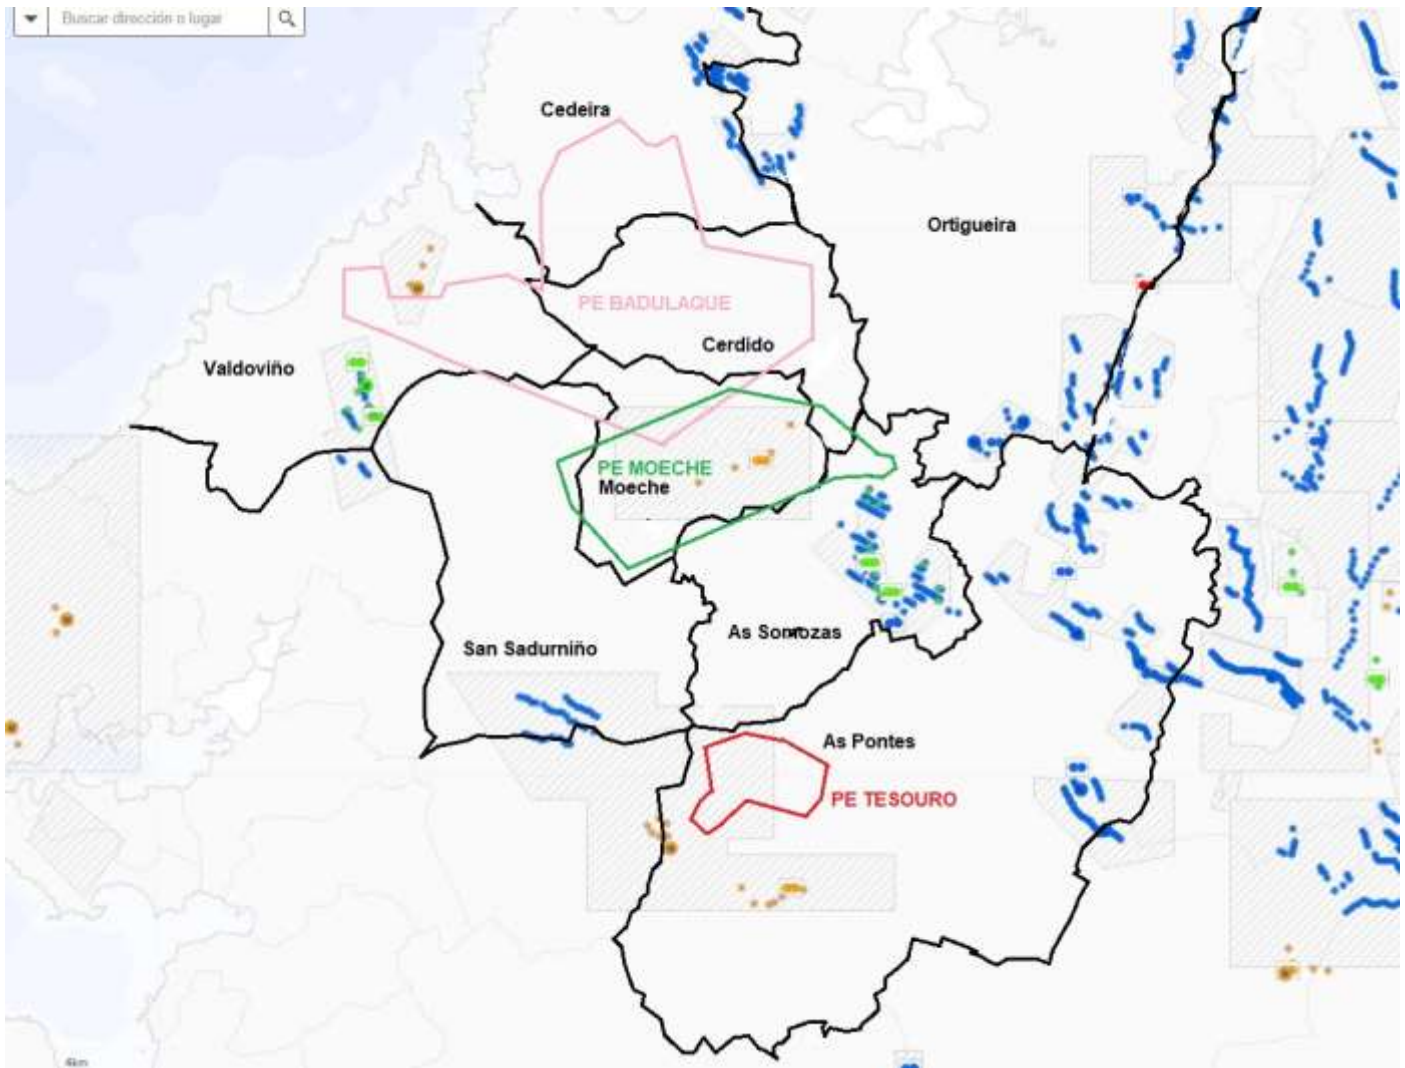 Buscar dirección o lugar
Cedeira
Ortigueira
PE BADULAQUE
Cerdido
Valdoviño
PE MOECHE
Moeche
As Somozas
San Sadurniño
As Pontes
PE TESOURO
4km